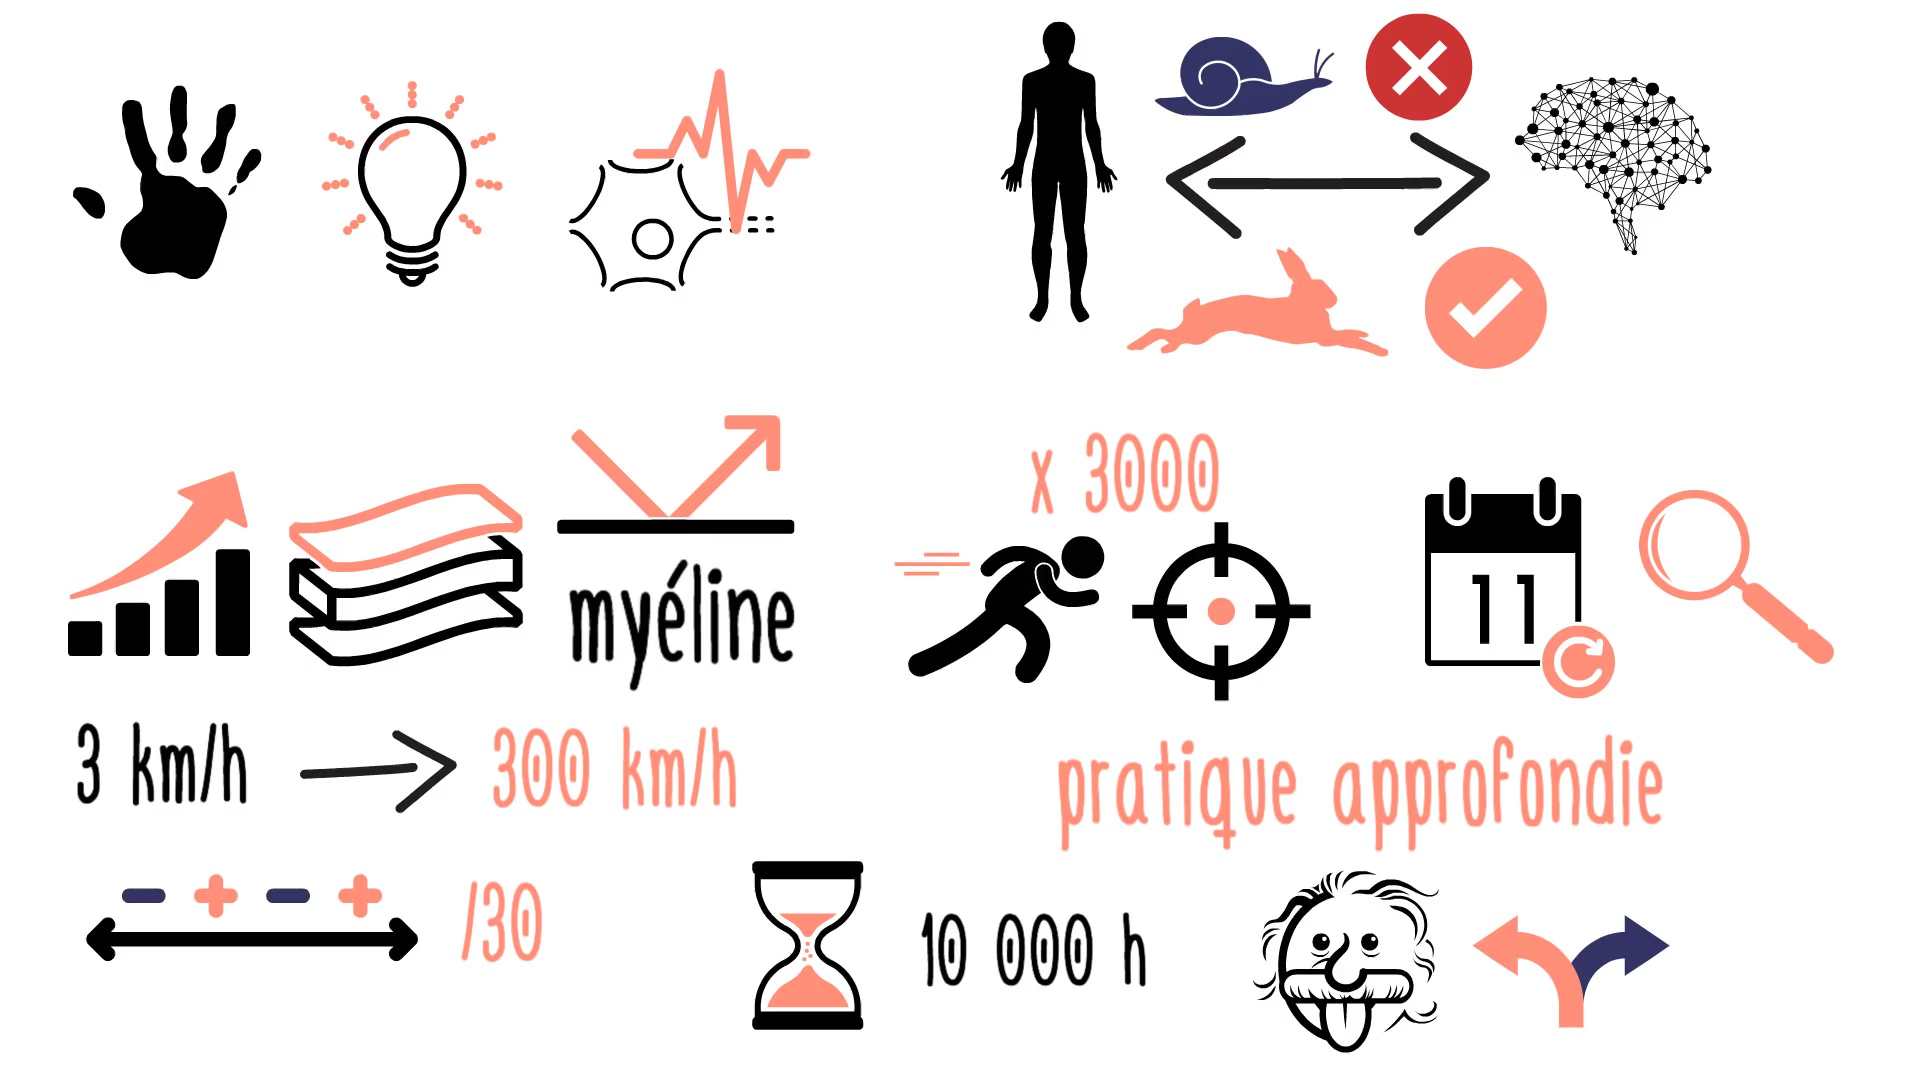 x 3000
11
myéline
3 km/h
300 km/h
pratique approfondie
/30
10 000 h